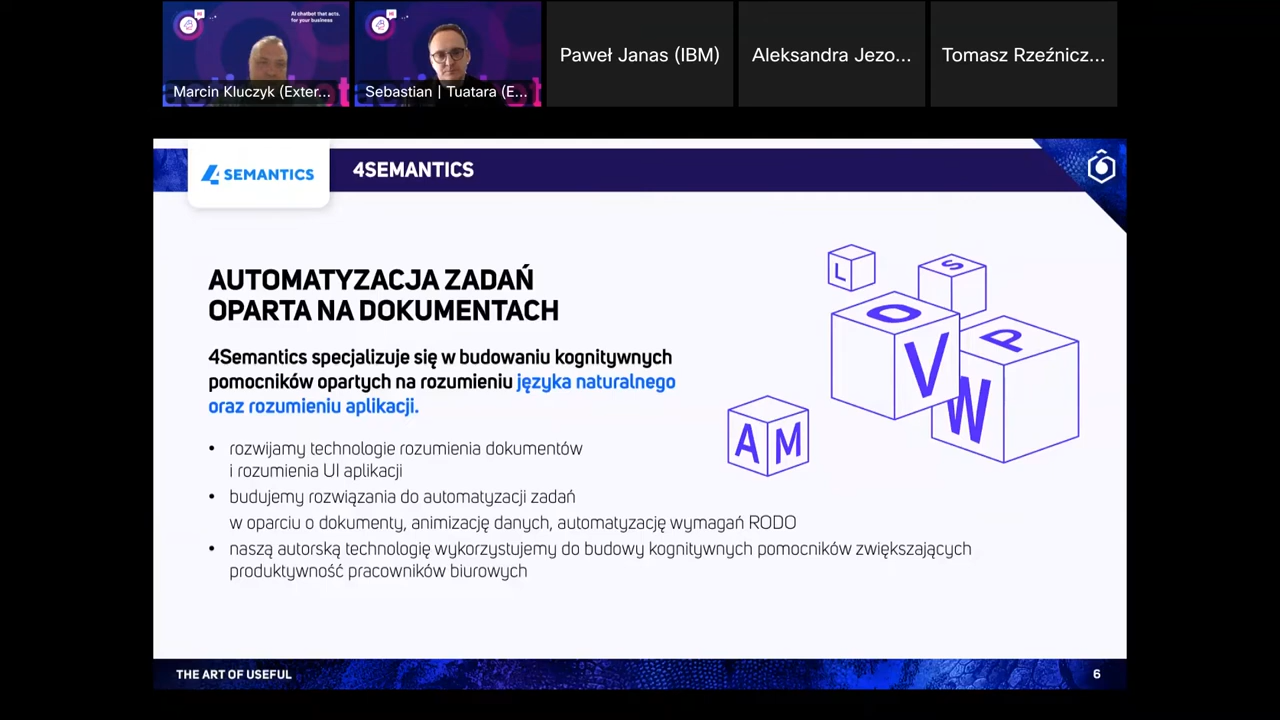 AI chatbot that acts.
for your business
Marcin Kluczyk (Exter...
Sebastian | Tuatara (E...
Paweł Janas (IBM)
Aleksandra Jezo...
Tomasz Rzeźnicz...
4 SEMANTICS
4SEMANTICS
AUTOMATYZACJA ZADAŃ
OPARTA NA DOKUMENTACH
4Semantics specjalizuje się w budowaniu kognitywnych
pomocników opartych na rozumieniu języka naturalnego
oraz rozumieniu aplikacji.
• rozwijamy technologie rozumienia dokumentów
i rozumienia UI aplikacji
• budujemy rozwiązania do automatyzacji zadań
w oparciu o dokumenty, animizację danych, automatyzację wymagań RODO
• naszą autorską technologię wykorzystujemy do budowy kognitywnych pomocników zwiększających
produktywność pracowników biurowych
L
S
O
V
P
W
A M
THE ART OF USEFUL
6